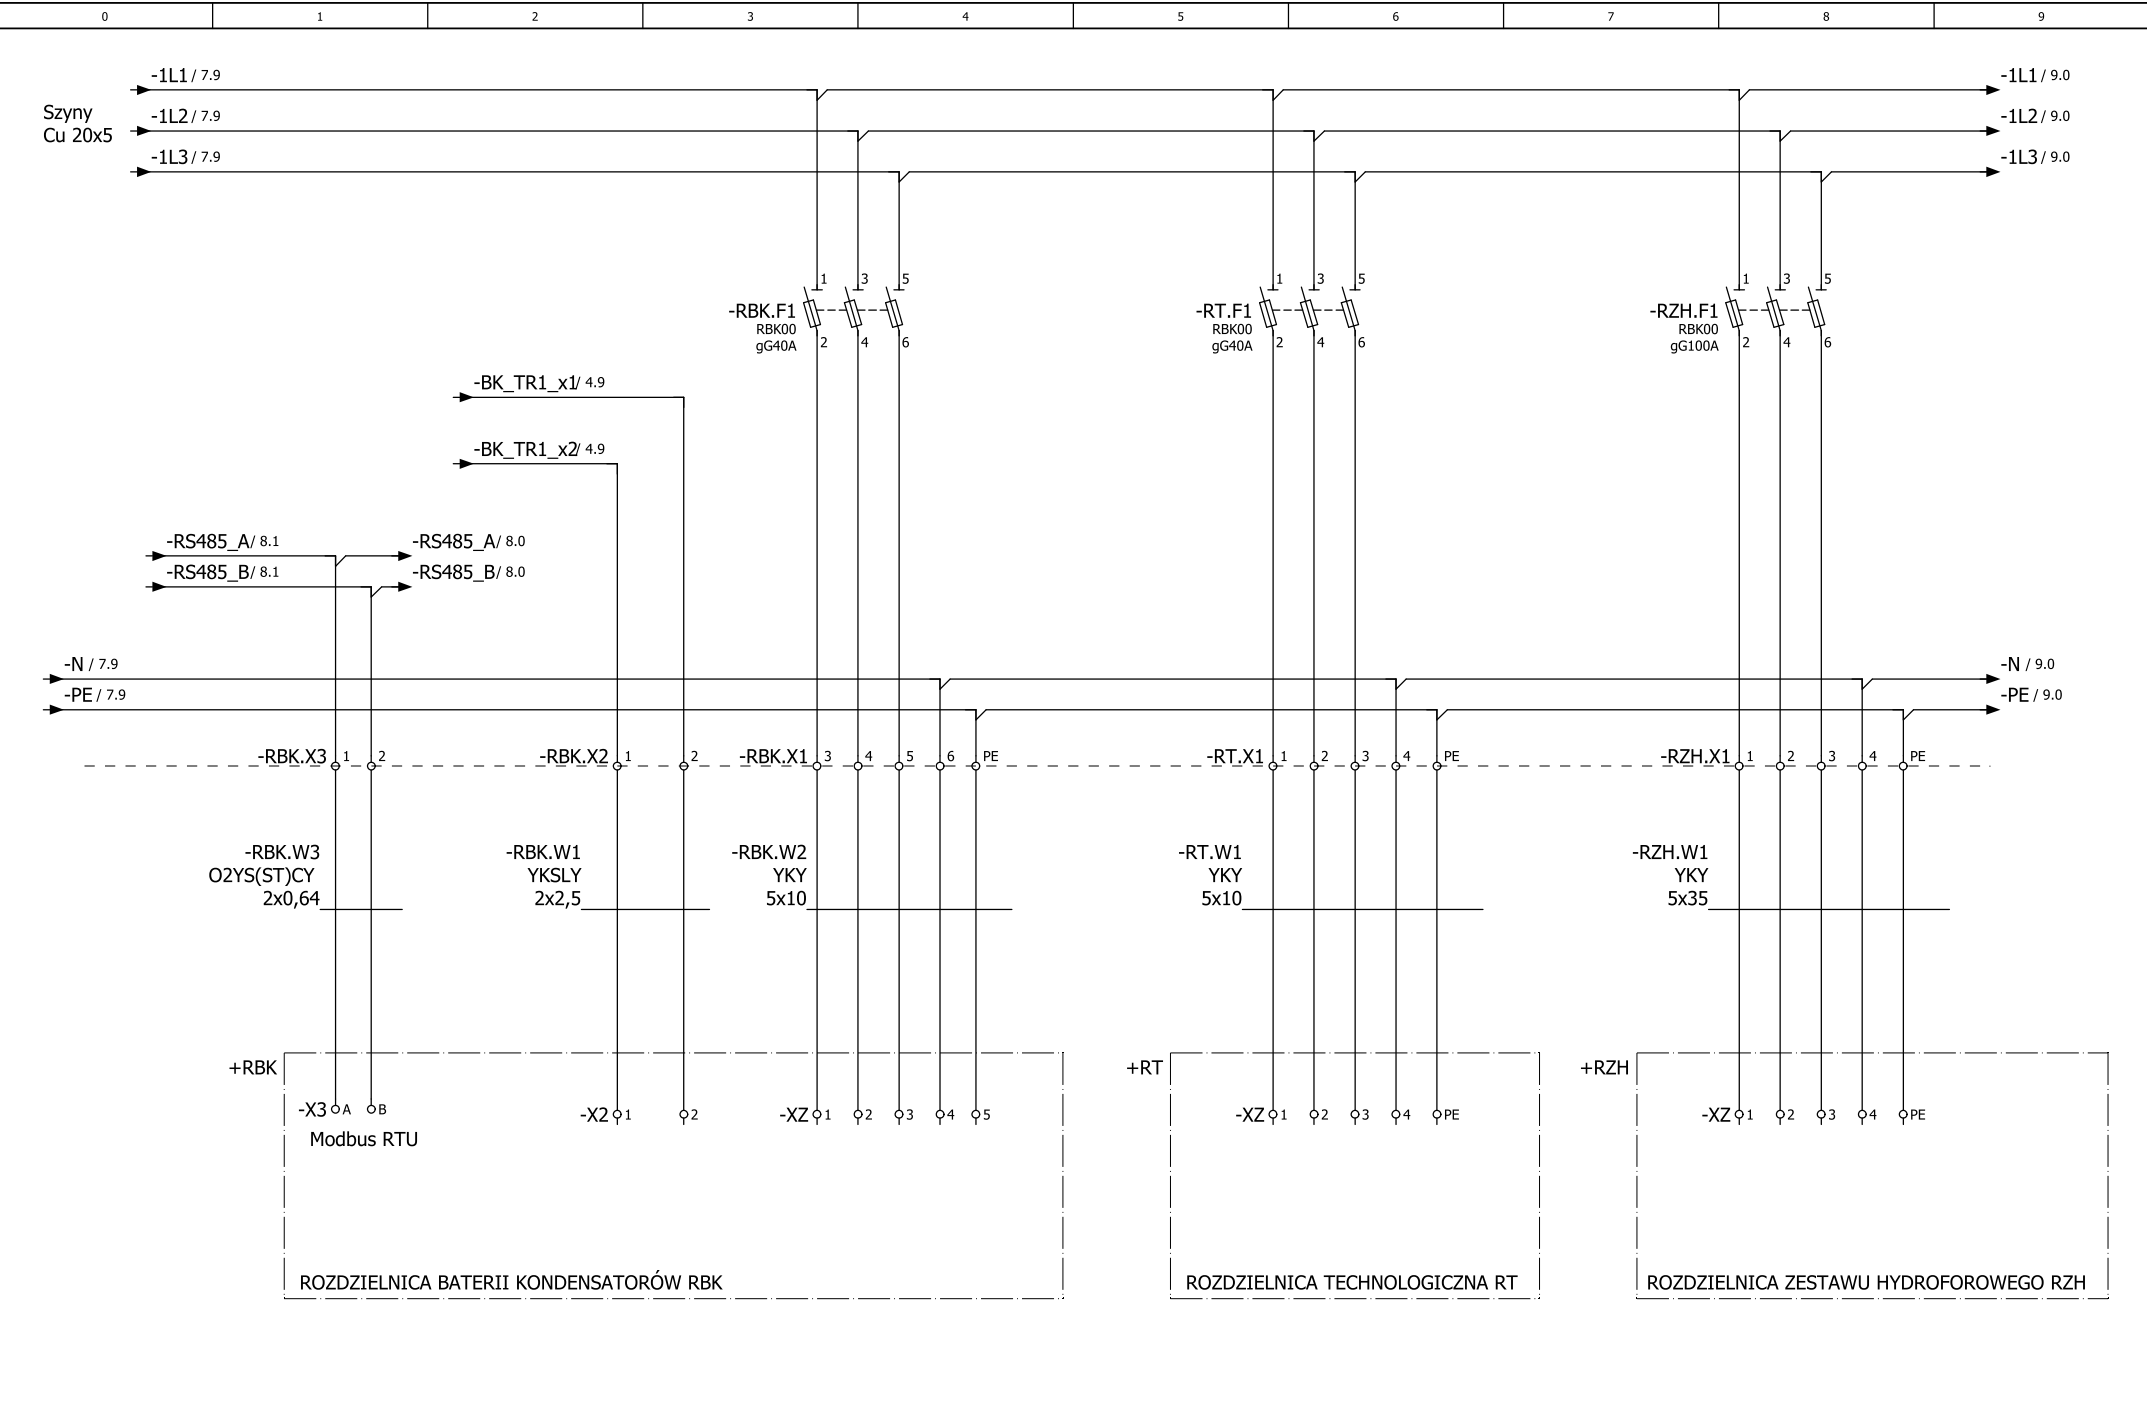 0 1 2 3 4 5 6 7 8 9
-1L1 / 7.9 -1L1 / 9.0
Szyny
Cu 20x5
-1L2 / 7.9 -1L2 / 9.0
-1L3 / 7.9 -1L3 / 9.0
1 3 5 1 3 5 1 3 5
-RBK.F1 -RT.F1 -RZH.F1
RBK00 RBK00 RBK00
gG40A gG40A gG100A
2 4 6 2 4 6 2 4 6
-BK_TR1_x1/ 4.9
-BK_TR1_x2/ 4.9
-RS485_A/ 8.1 -RS485_A/ 8.0
-RS485_B/ 8.1 -RS485_B/ 8.0
-N / 7.9 -N / 9.0
-PE / 7.9 -PE / 9.0
-RBK.X3 1 2 -RBK.X2 1 2 -RBK.X1 3 4 5 6 PE -RT.X1 1 2 3 4 PE -RZH.X1 1 2 3 4 PE
-RBK.W3 -RBK.W1 -RBK.W2 -RT.W1 -RZH.W1
O2YS(ST)CY YKSLY YKY YKY YKY
2x0,64 2x2,5 5x10 5x10 5x35
+RBK +RT +RZH
-X3 A B -X2 1 2 -XZ 1 2 3 4 5 -XZ 1 2 3 4 PE -XZ 1 2 3 4 PE
Modbus RTU
ROZDZIELNICA BATERII KONDENSATORÓW RBK ROZDZIELNICA TECHNOLOGICZNA RT ROZDZIELNICA ZESTAWU HYDROFOROWEGO RZH